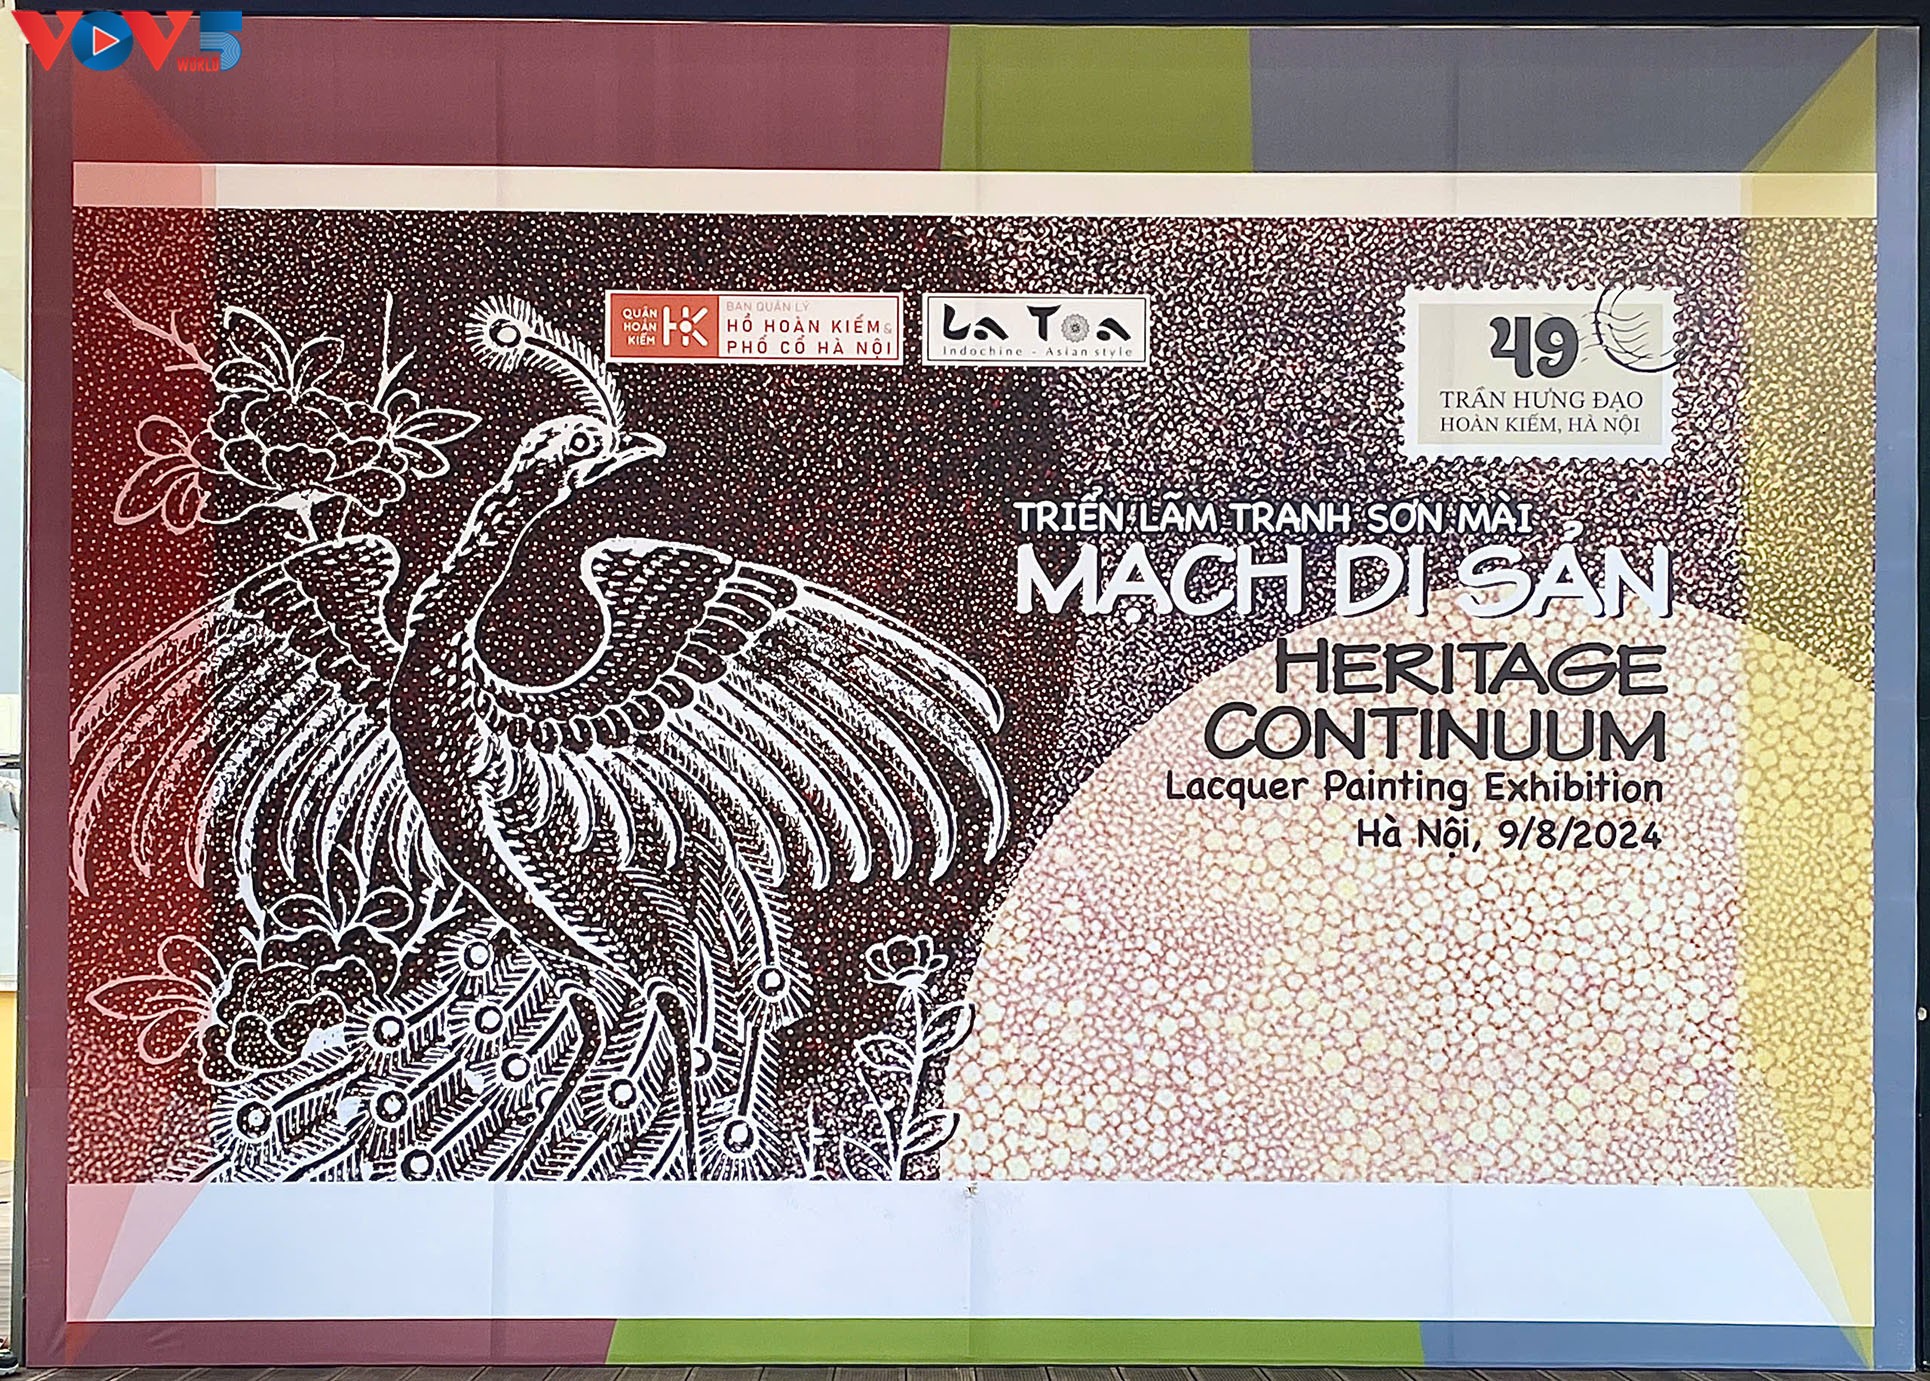 VOV5
WORLD
QUẬN
HOÀN
KIẾM
HK
BAN QUẢN LÝ
HỒ HOÀN KIẾM &
PHỐ CỔ HÀ NỘI
La Toa
Indochine - Asian style
49
TRẦN HƯNG ĐẠO
HOÀN KIẾM, HÀ NỘI
TRIỂN LÃM TRANH SƠN MÀI
MẠCH DI SẢN
HERITAGE
CONTINUUM
Lacquer Painting Exhibition
Hà Nội, 9/8/2024